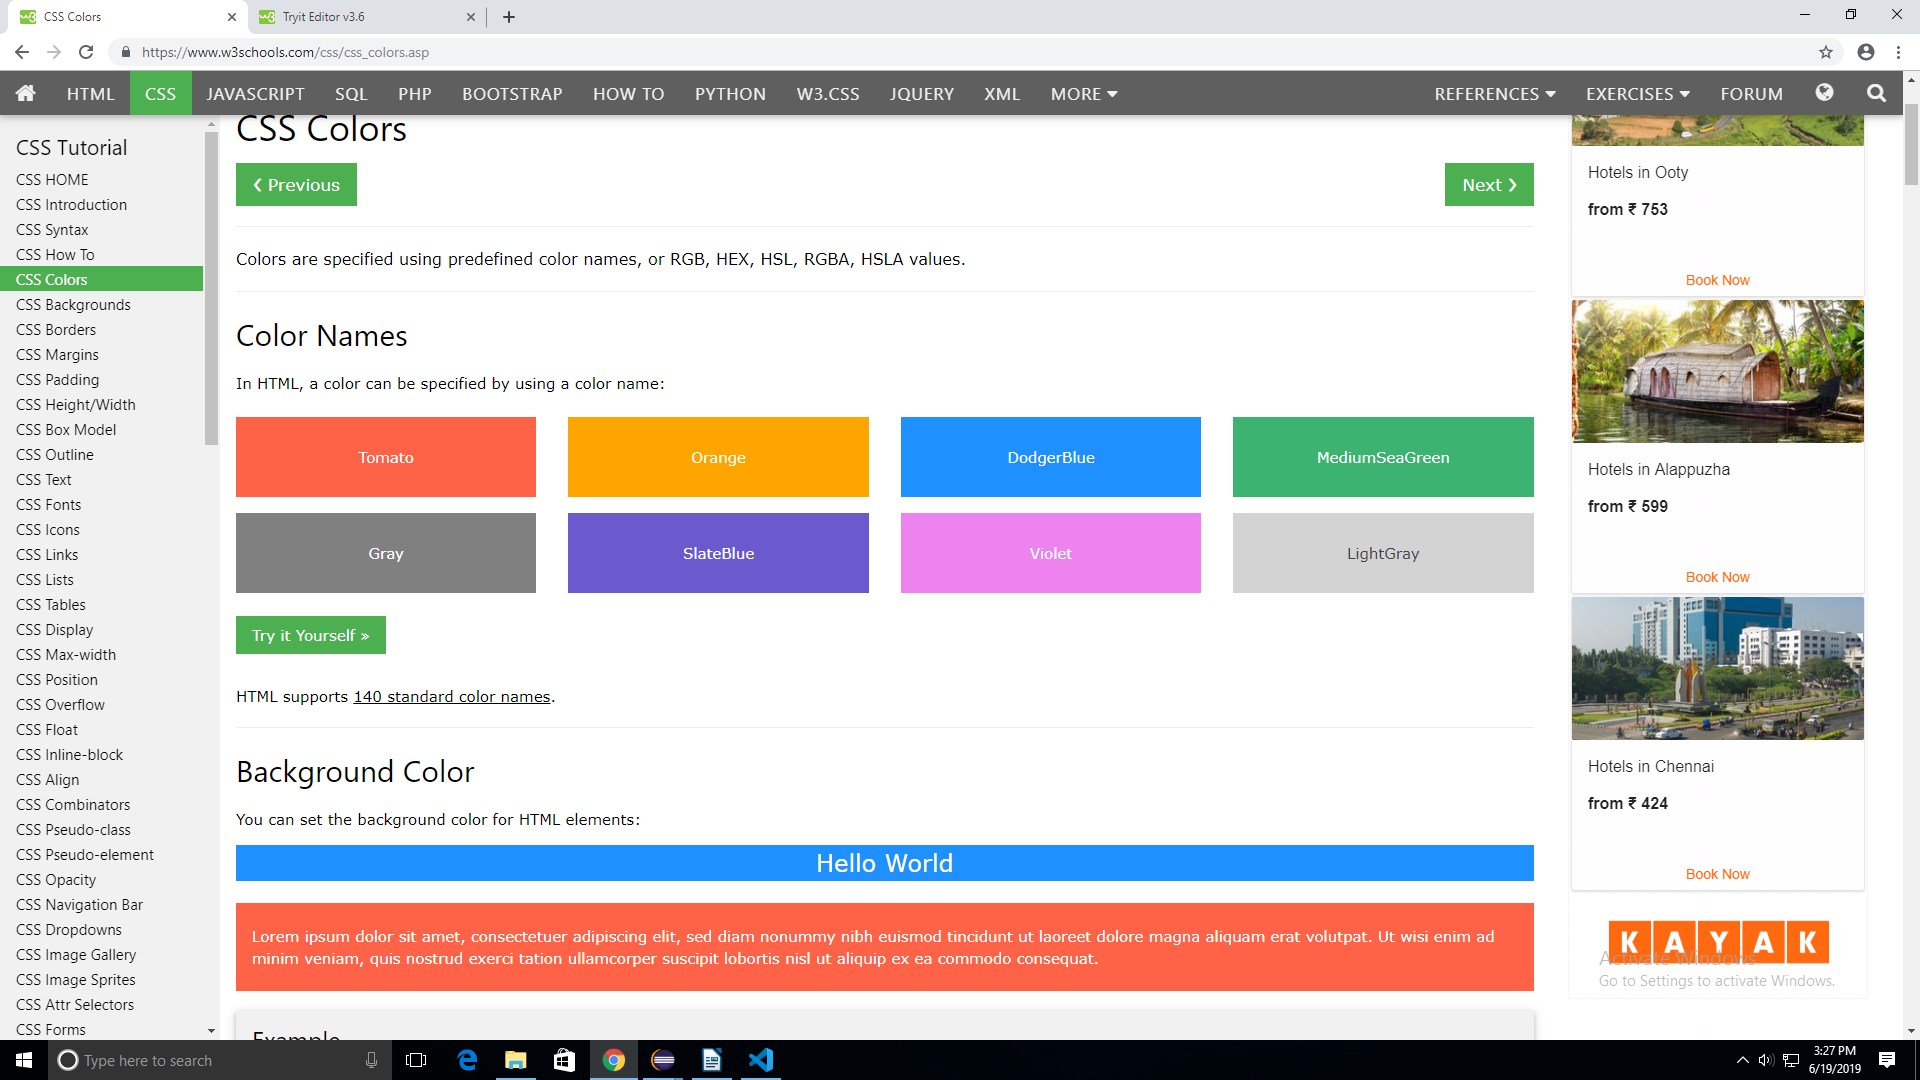 CSS Colors
Tryit Editor v3.6
https://www.w3schools.com/css/css_colors.asp
HTML CSS JAVASCRIPT SQL PHP BOOTSTRAP HOW TO PYTHON W3.CSS JQUERY XML MORE REFERENCES EXERCISES FORUM
CSS Tutorial
CSS HOME
CSS Introduction
CSS Syntax
CSS How To
CSS Colors
CSS Backgrounds
CSS Borders
CSS Margins
CSS Padding
CSS Height/Width
CSS Box Model
CSS Outline
CSS Text
CSS Fonts
CSS Icons
CSS Links
CSS Lists
CSS Tables
CSS Display
CSS Max-width
CSS Position
CSS Overflow
CSS Float
CSS Inline-block
CSS Align
CSS Combinators
CSS Pseudo-class
CSS Pseudo-element
CSS Opacity
CSS Navigation Bar
CSS Dropdowns
CSS Image Gallery
CSS Image Sprites
CSS Attr Selectors
CSS Forms
CSS Colors
❮ Previous
Next ❯
Colors are specified using predefined color names, or RGB, HEX, HSL, RGBA, HSLA values.
Color Names
In HTML, a color can be specified by using a color name:
Tomato
Orange
DodgerBlue
MediumSeaGreen
Gray
SlateBlue
Violet
LightGray
Try it Yourself »
HTML supports 140 standard color names.
Background Color
You can set the background color for HTML elements:
Hello World
Lorem ipsum dolor sit amet, consectetuer adipiscing elit, sed diam nonummy nibh euismod tincidunt ut laoreet dolore magna aliquam erat volutpat. Ut wisi enim ad
minim veniam, quis nostrud exerci tation ullamcorper suscipit lobortis nisl ut aliquip ex ea commodo consequat.
Example
Hotels in Ooty
from ₹ 753
Book Now
Hotels in Alappuzha
from ₹ 599
Book Now
Hotels in Chennai
from ₹ 424
Book Now
KAYAK
Activate Windows
Go to Settings to activate Windows.
Type here to search
3:27 PM
6/19/2019